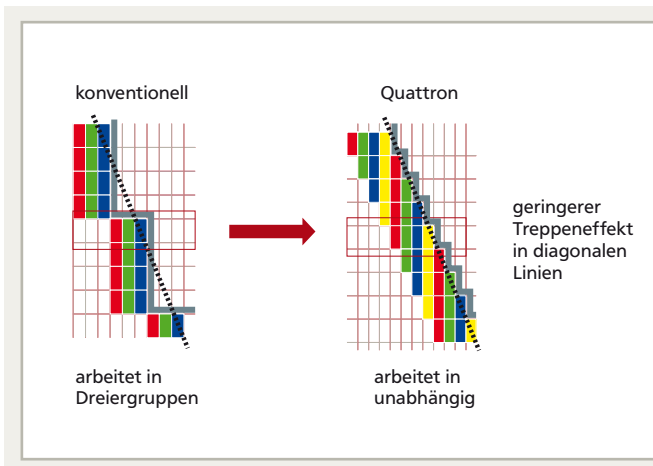 konventionell
Quattron
geringerer
Treppeneffekt
in diagonalen
Linien
arbeitet in
Dreiergruppen
arbeitet in
unabhängig